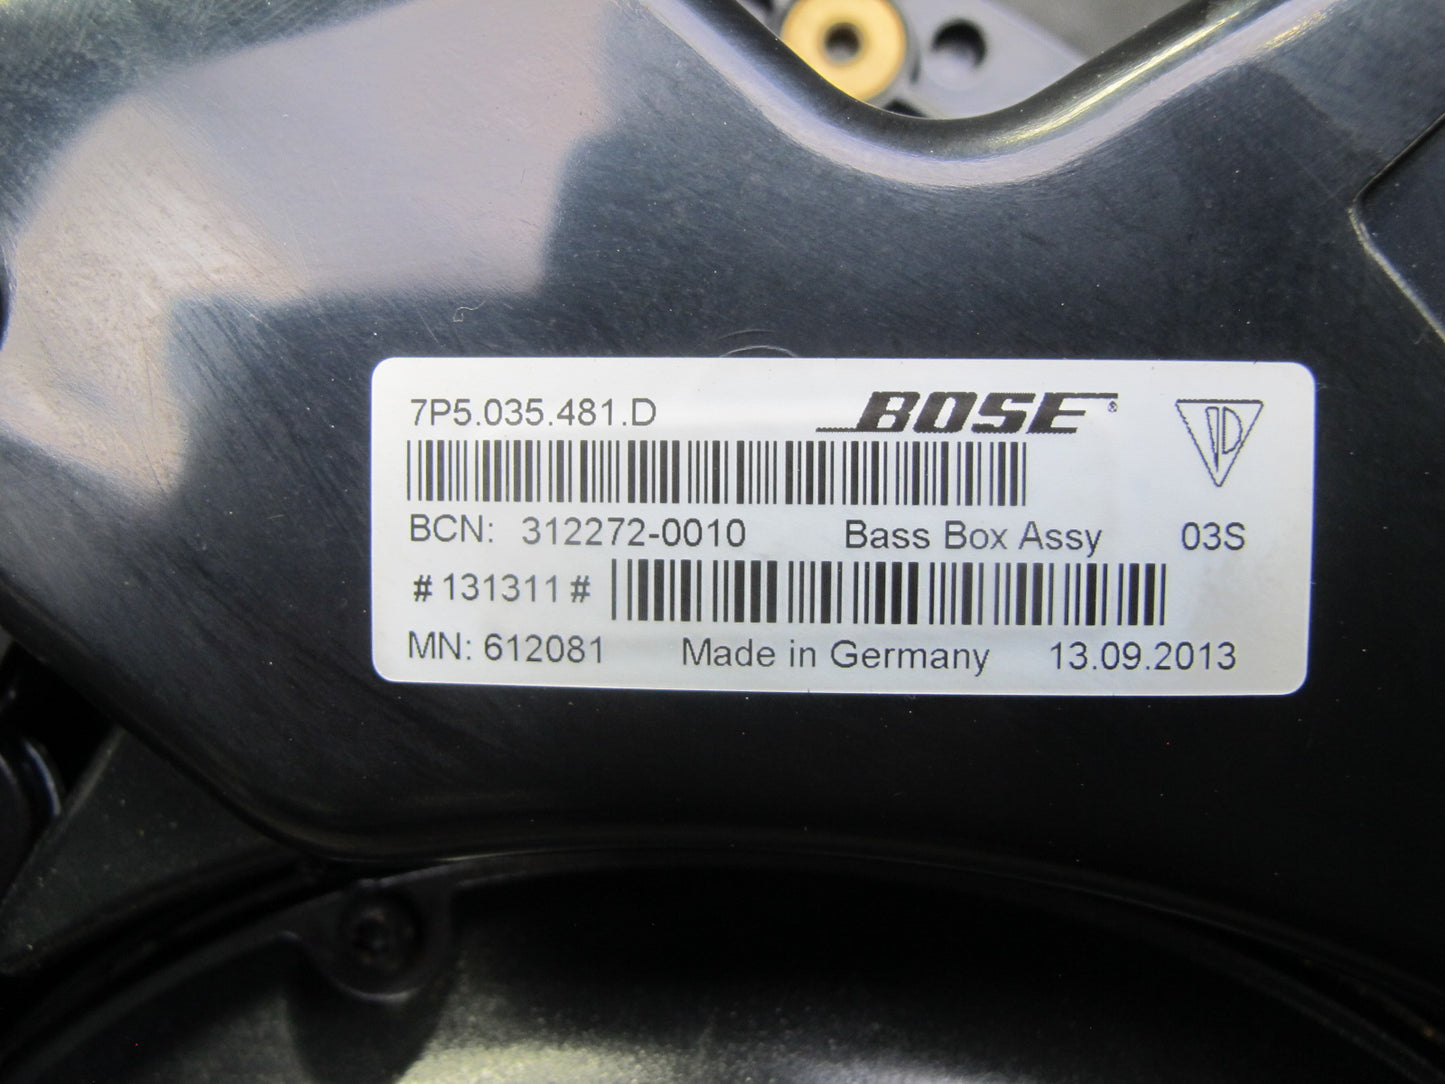 7P5.035.481.D BOSE®
BCN: 312272-0010 Bass Box Assy 03S
#131311#
MN: 612081 Made in Germany 13.09.2013